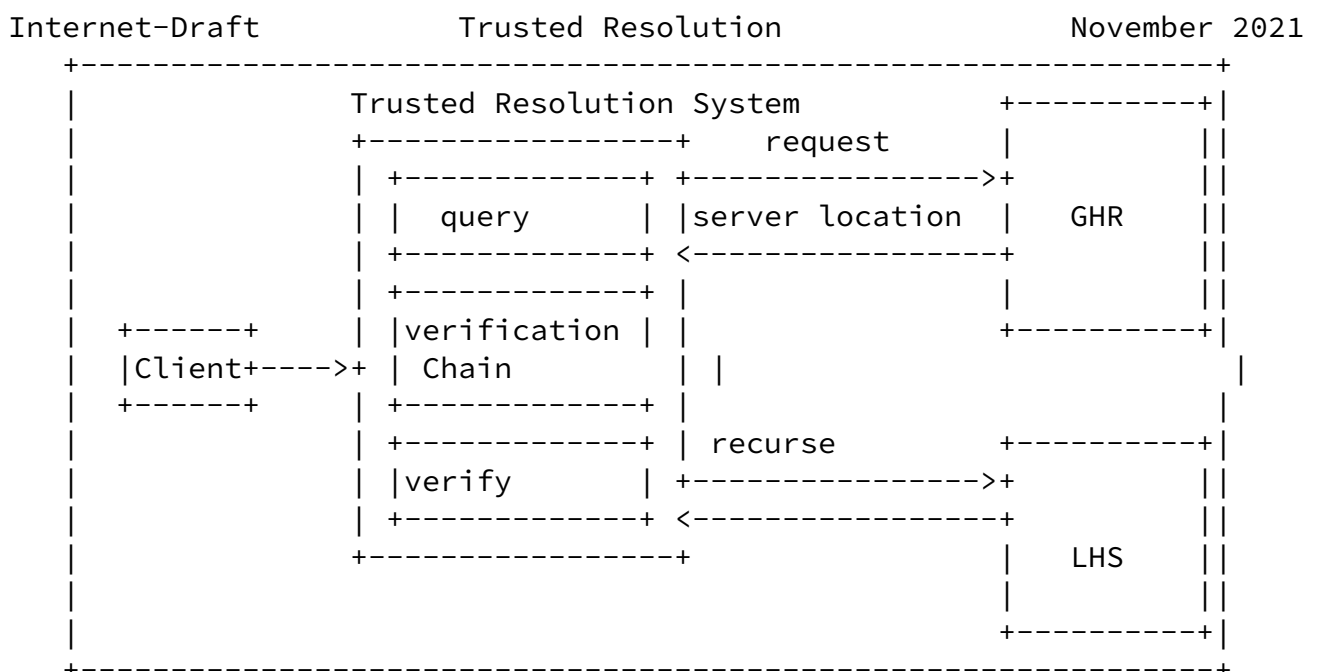 Internet-Draft Trusted Resolution November 2021
Trusted Resolution System
request
query server location GHR
verification
Client Chain
recurse
verify
LHS